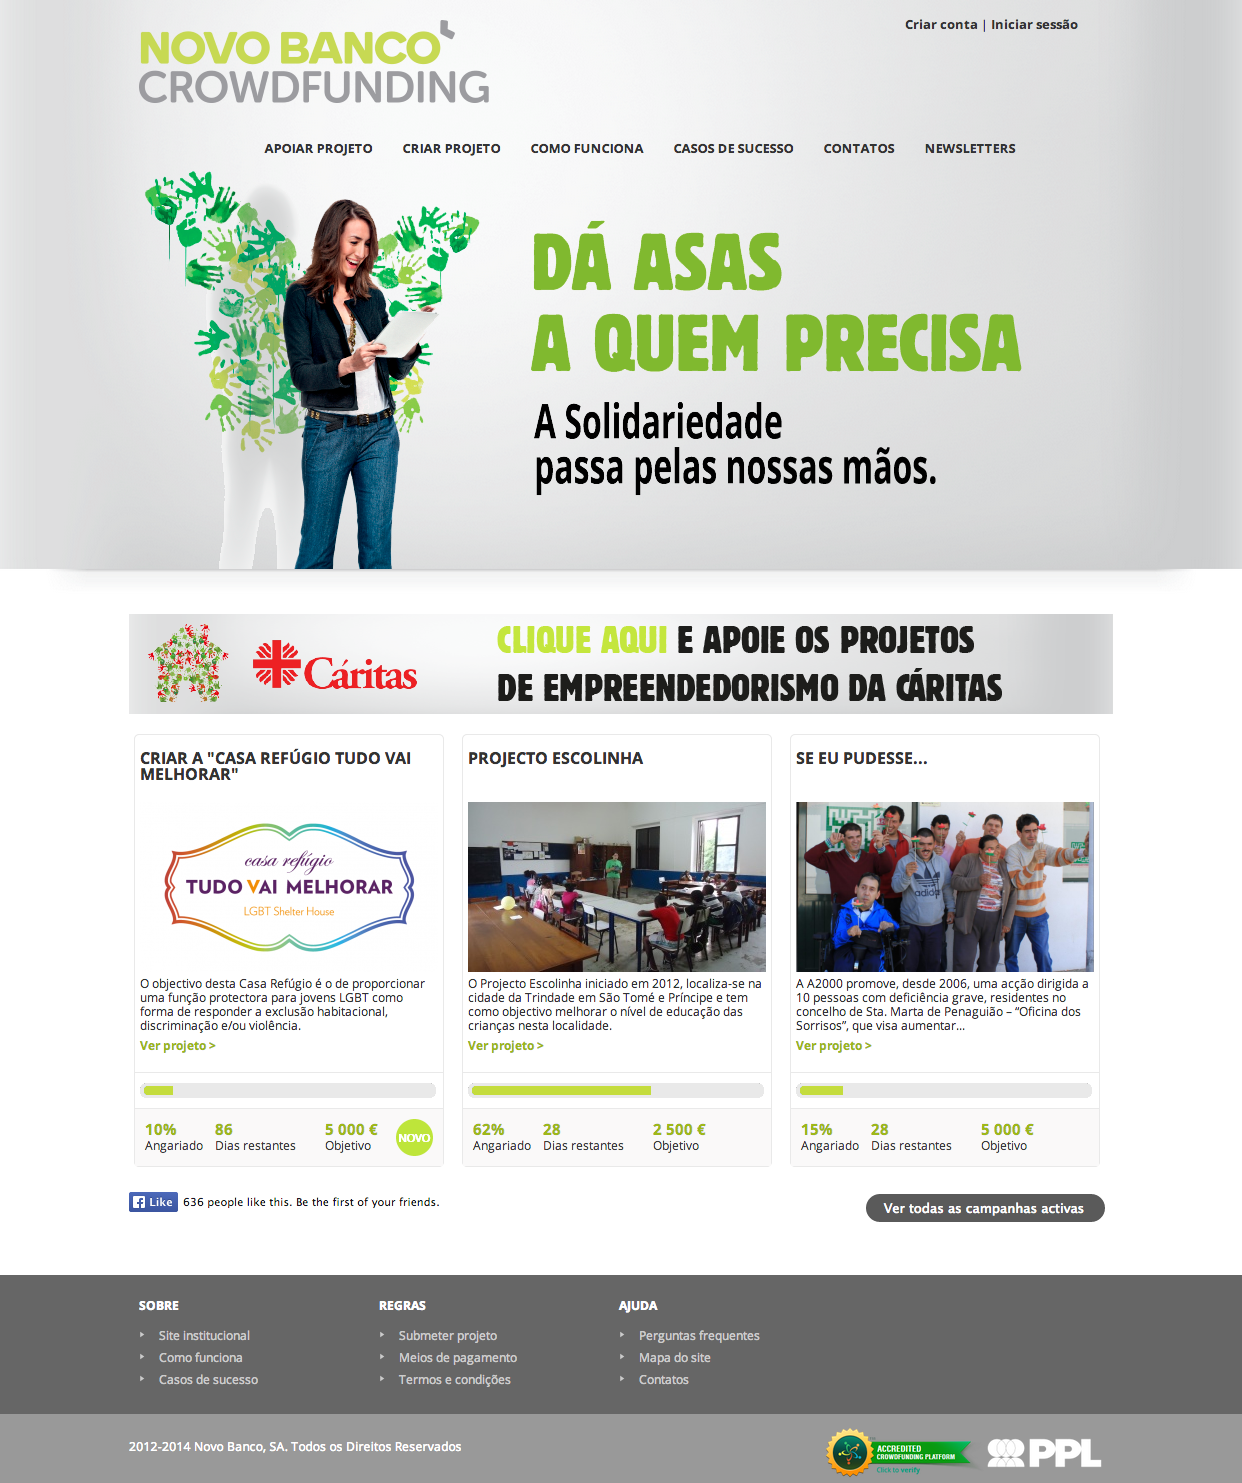 NOVO BANCO
CROWDFUNDING
Criar conta | Iniciar sessão
APOIAR PROJETO CRIAR PROJETO COMO FUNCIONA CASOS DE SUCESSO CONTATOS NEWSLETTERS
DÁ ASAS
A QUEM PRECISA
A Solidariedade
passa pelas nossas mãos.
Cáritas
CLIQUE AQUI E APOIE OS PROJETOS
DE EMPREENDEDORISMO DA CÁRITAS
CRIAR A "CASA REFÚGIO TUDO VAI
MELHORAR"
casa refúgio
TUDO VAI MELHORAR
LGBT Shelter House
O objectivo desta Casa Refúgio é o de proporcionar
uma função protectora para jovens LGBT como
forma de responder a exclusão habitacional,
discriminação e/ou violência.
Ver projeto >
10% 86 5 000 €
Angariado Dias restantes Objetivo
NOVO
PROJECTO ESCOLINHA
O Projecto Escolinha iniciado em 2012, localiza-se na
cidade da Trindade em São Tomé e Príncipe e tem
como objectivo melhorar o nível de educação das
crianças nesta localidade.
Ver projeto >
62% 28 2 500 €
Angariado Dias restantes Objetivo
SE EU PUDESSE...
adidas
A A2000 promove, desde 2006, uma acção dirigida a
10 pessoas com deficiência grave, residentes no
concelho de Sta. Marta de Penaguião – “Oficina dos
Sorrisos”, que visa aumentar...
Ver projeto >
15% 28 5 000 €
Angariado Dias restantes Objetivo
Like 636 people like this. Be the first of your friends.
Ver todas as campanhas activas
SOBRE
Site institucional
Como funciona
Casos de sucesso
REGRAS
Submeter projeto
Meios de pagamento
Termos e condições
AJUDA
Perguntas frequentes
Mapa do site
Contatos
2012-2014 Novo Banco, SA. Todos os Direitos Reservados
ACCREDITED
CROWDFUNDING PLATFORM
Click to verify
PPL